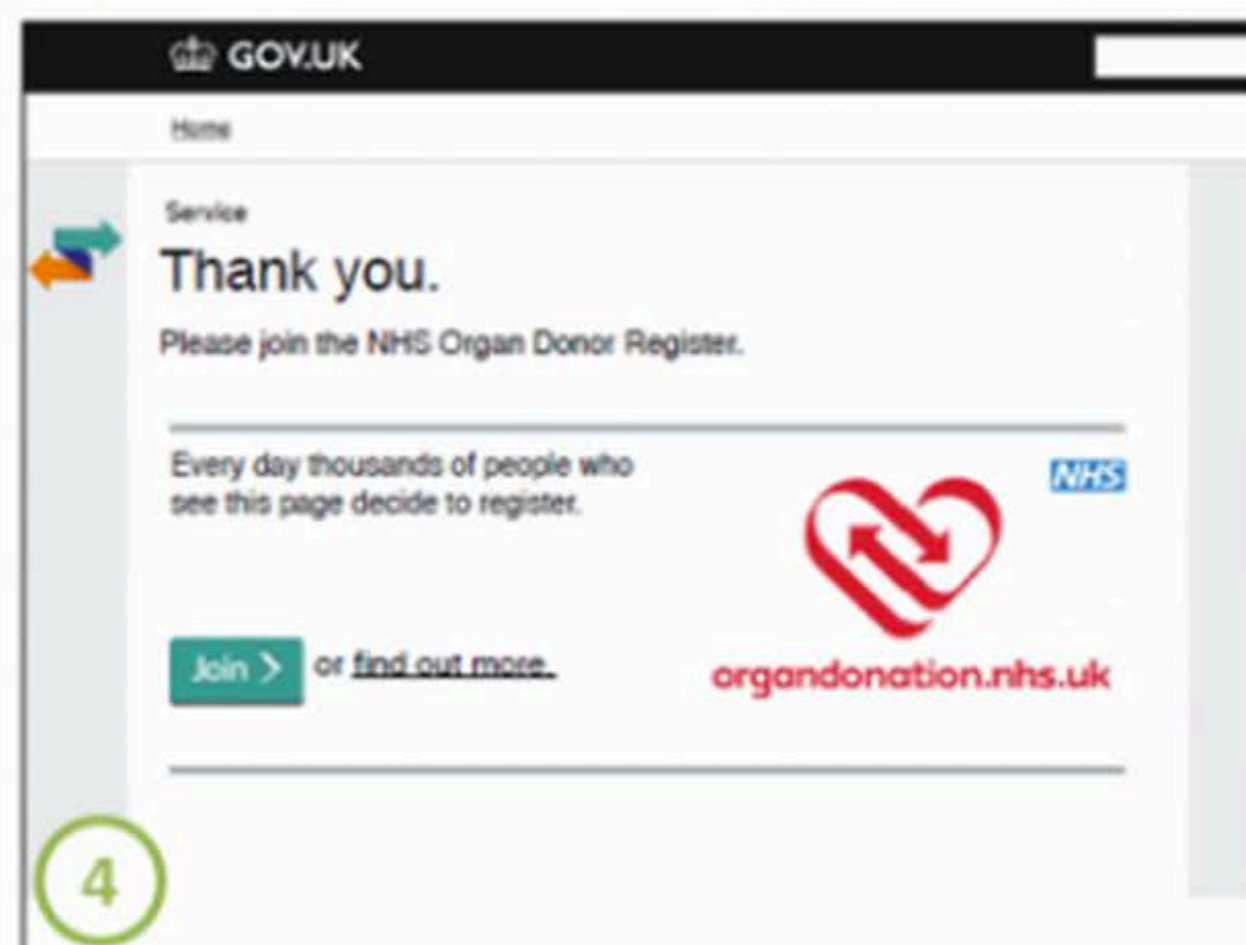 GOV.UK
Home
Service
Thank you.
Please join the NHS Organ Donor Register.
Every day thousands of people who
see this page decide to register.
NHS
Join > or find out more.
organdonation.nhs.uk
4